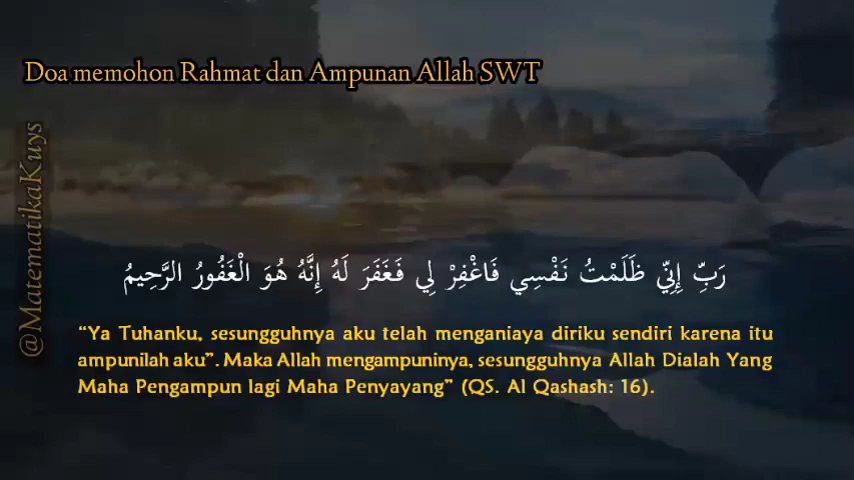 Doa memohon Rahmat dan Ampunan Allah SWT
@MatematikaKuys
رَبِّ إِنِّي ظَلَمْتُ نَفْسِي فَاغْفِرْ لِي فَغَفَرَ لَهُ إِنَّهُ هُوَ الْغَفُورُ الرَّحِيمُ
“Ya Tuhanku, sesungguhnya aku telah menganiaya diriku sendiri karena itu
ampunilah aku”. Maka Allah mengampuninya, sesungguhnya Allah Dialah Yang
Maha Pengampun lagi Maha Penyayang” (QS. Al Qashash: 16).